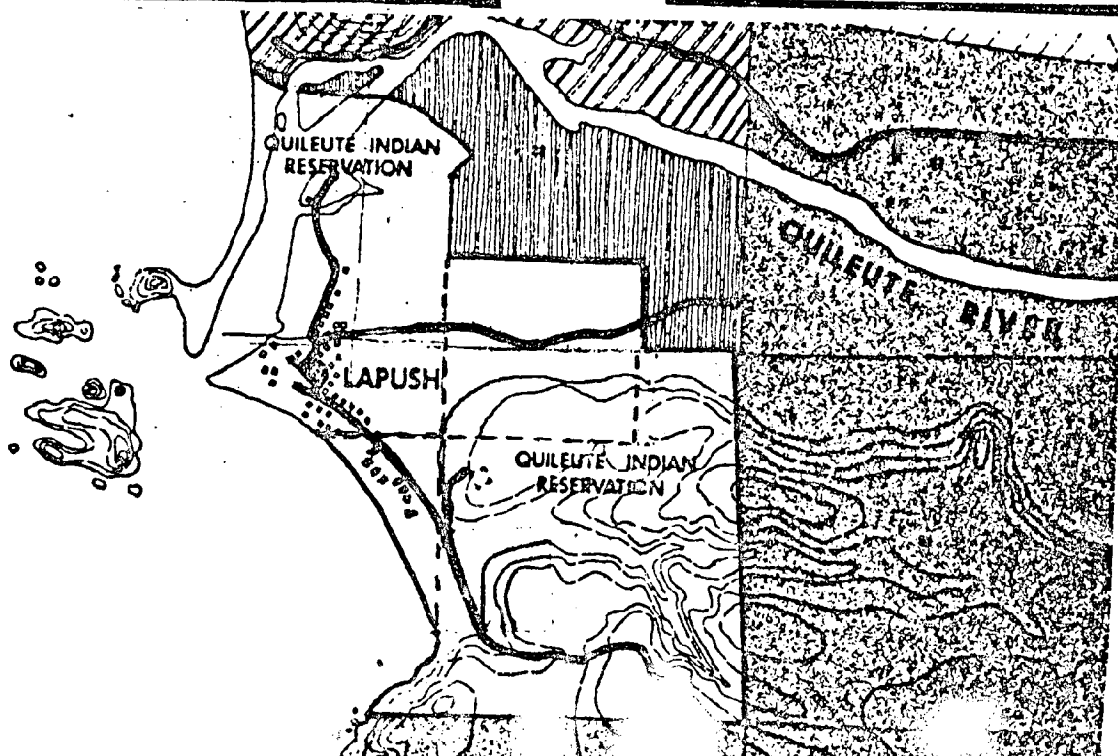 QUILEUTE INDIAN
RESERVATION
QUILEUTE RIVER
LAPUSH
QUILEUTE INDIAN
RESERVATION